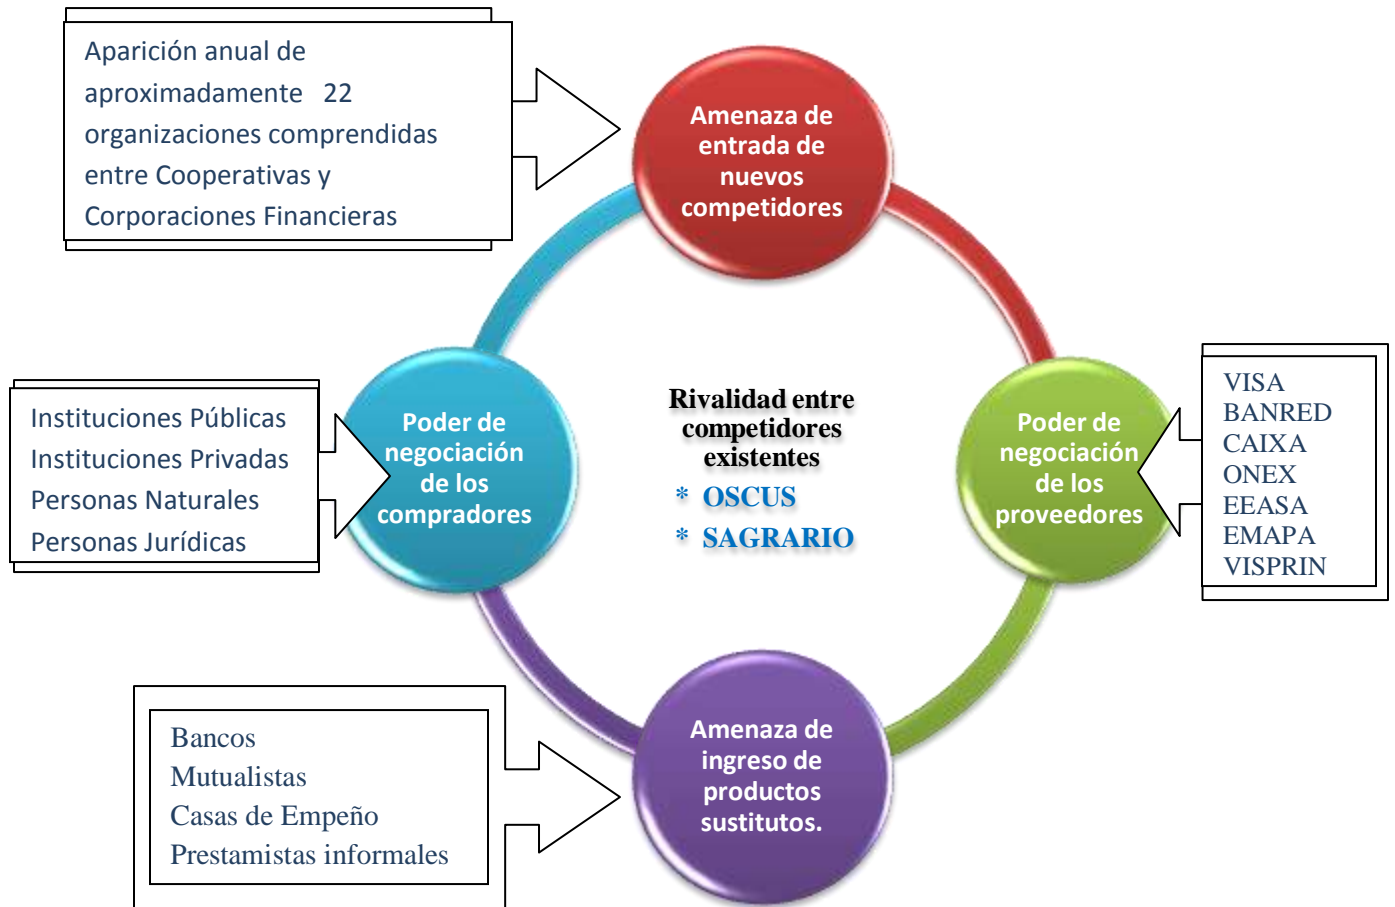 Aparición anual de
aproximadamente 22
organizaciones comprendidas
entre Cooperativas y
Corporaciones Financieras
Amenaza de
entrada de
nuevos
competidores
Instituciones Públicas
Instituciones Privadas
Personas Naturales
Personas Jurídicas
Poder de
negociación
de los
compradores
Rivalidad entre
competidores
existentes
* OSCUS
* SAGRARIO
Poder de
negociación
de los
proveedores
VISA
BANRED
CAIXA
ONEX
EEASA
EMAPA
VISPRIN
Bancos
Mutualistas
Casas de Empeño
Prestamistas informales
Amenaza de
ingreso de
productos
sustitutos.